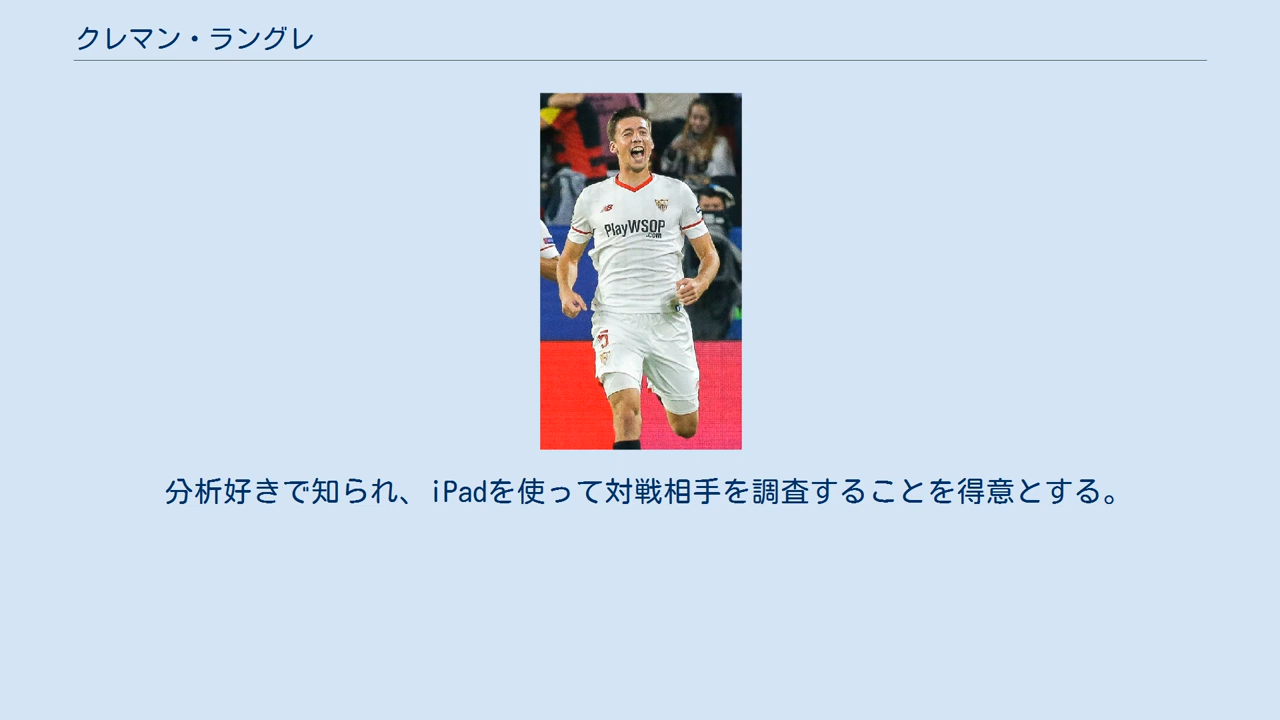 クレマン・ラングレ
PlayWSOP
.com
5
分析好きで知られ、iPadを使って対戦相手を調査することを得意とする。